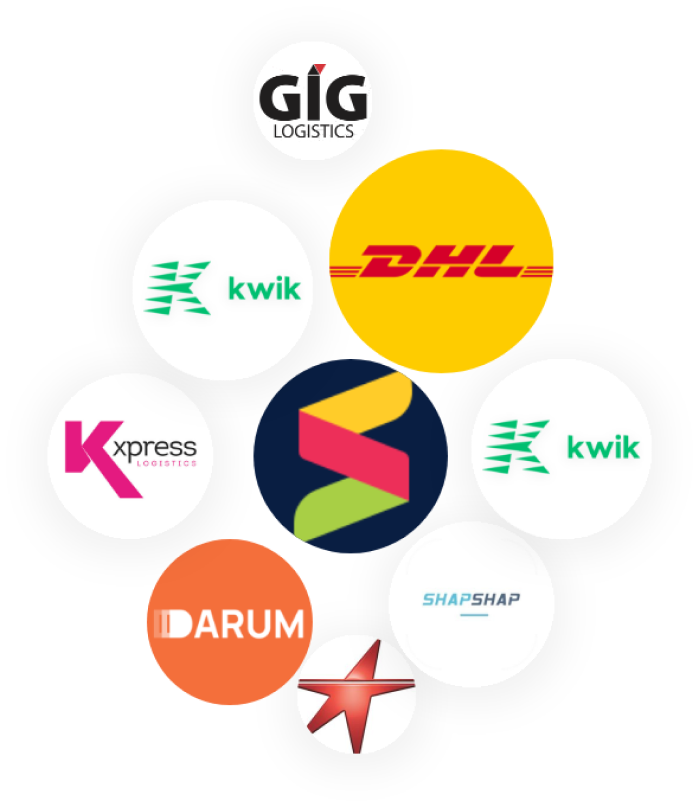 GIG
LOGISTICS
DHL
kwik
kwik
Kxpress
LOGISTICS
SHAPSHAP
DARUM